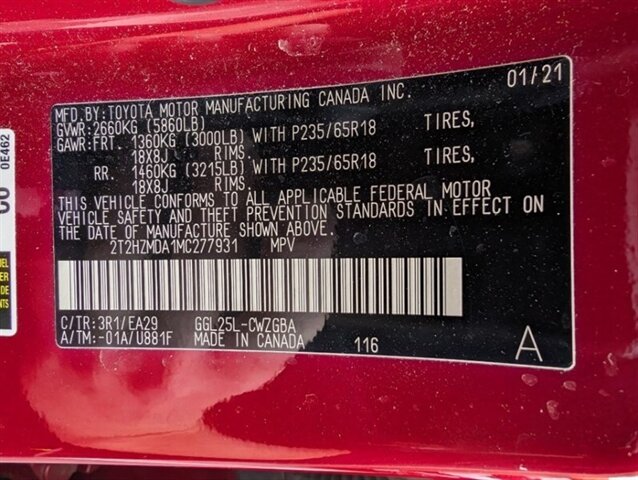 01/21
MFD.BY:TOYOTA MOTOR MANUFACTURING CANADA INC.
GVWR:2660KG (5860LB)
GAWR:FRT. 1360KG (3000LB) WITH P235/65R18 TIRES,
18X8J RIMS.
RR. 1460KG (3215LB) WITH P235/65R18 TIRES,
18X8J RIMS.
THIS VEHICLE CONFORMS TO ALL APPLICABLE FEDERAL MOTOR
VEHICLE SAFETY AND THEFT PREVENTION STANDARDS IN EFFECT ON
THE DATE OF MANUFACTURE SHOWN ABOVE.
2T2HZMDA1MC277931 MPV
C/TR:3R1/EA29 GGL25L-CWZGBA
A/TM:-01A/U881F MADE IN CANADA 116 A
0E462